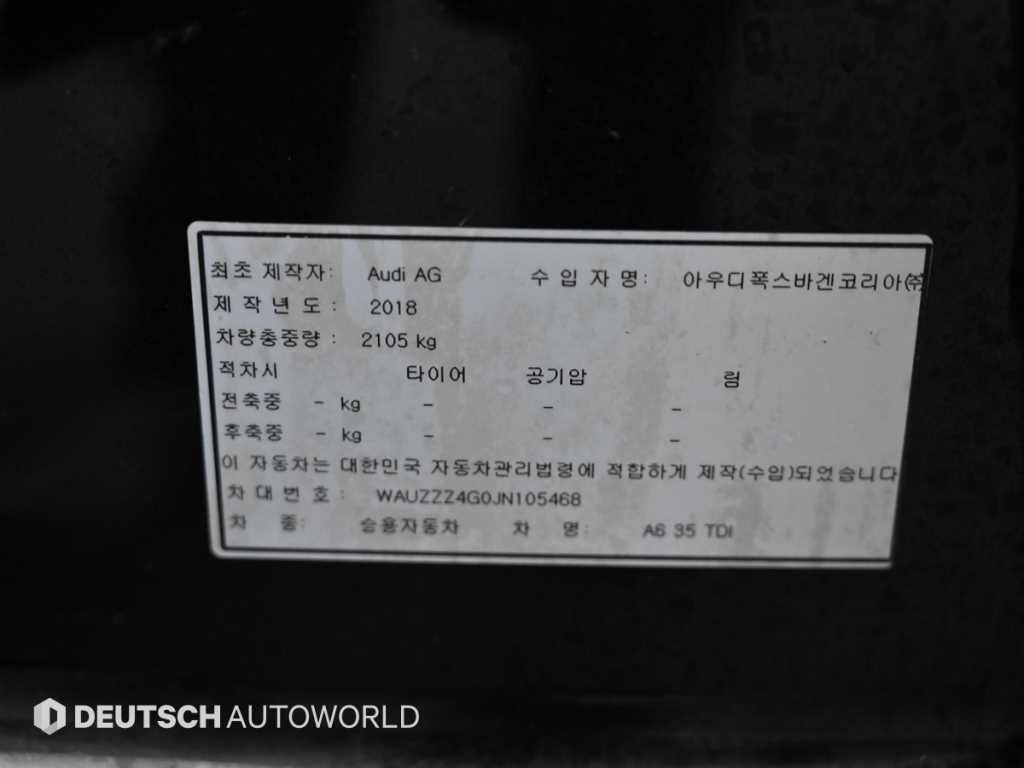 최초 제작자: Audi AG 수 입 자 명: 아우디폭스바겐코리아㈜
제 작 년 도 : 2018
차량총중량 : 2105 kg
적차시 타이어 공기압 림
전축중 - kg - - -
후축중 - kg - - -
이 자동차는 대한민국 자동차관리법령에 적합하게 제작(수입)되었습니다
차 대 번 호 : WAUZZZ4G0JN105468
차 종: 승용자동차 차 명: A6 35 TDI
DEUTSCH AUTOWORLD